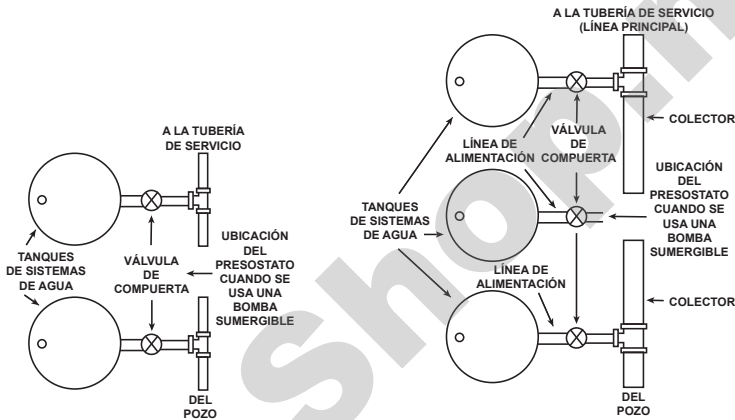 A LA TUBERÍA
DE SERVICIO
TANQUES
DE SISTEMAS
DE AGUA
VÁLVULA
DE
COMPUERTA
UBICACIÓN
DEL
PRESOSTATO
CUANDO SE
USA UNA
BOMBA
SUMERGIBLE
DEL
POZO
A LA TUBERÍA DE SERVICIO
(LÍNEA PRINCIPAL)
COLECTOR
LÍNEA DE
ALIMENTACIÓN
VÁLVULA
DE
COMPUERTA
TANQUES
DE SISTEMAS
DE AGUA
UBICACIÓN
DEL
PRESOSTATO
CUANDO SE
USA UNA
BOMBA
SUMERGIBLE
LÍNEA DE
ALIMENTACIÓN
COLECTOR
DEL
POZO